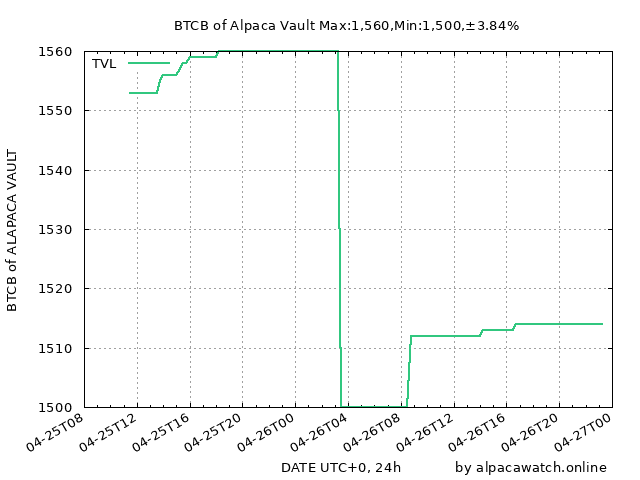 BTCB of Alpaca Vault Max:1,560,Min:1,500,±3.84%
TVL
BTCB of ALAPACA VAULT
1560
1550
1540
1530
1520
1510
1500
04-25T08
04-25T12
04-25T16
04-25T20
04-26T00
04-26T04
04-26T08
04-26T12
04-26T16
04-26T20
04-27T00
DATE UTC+0, 24h
by alpacawatch.online